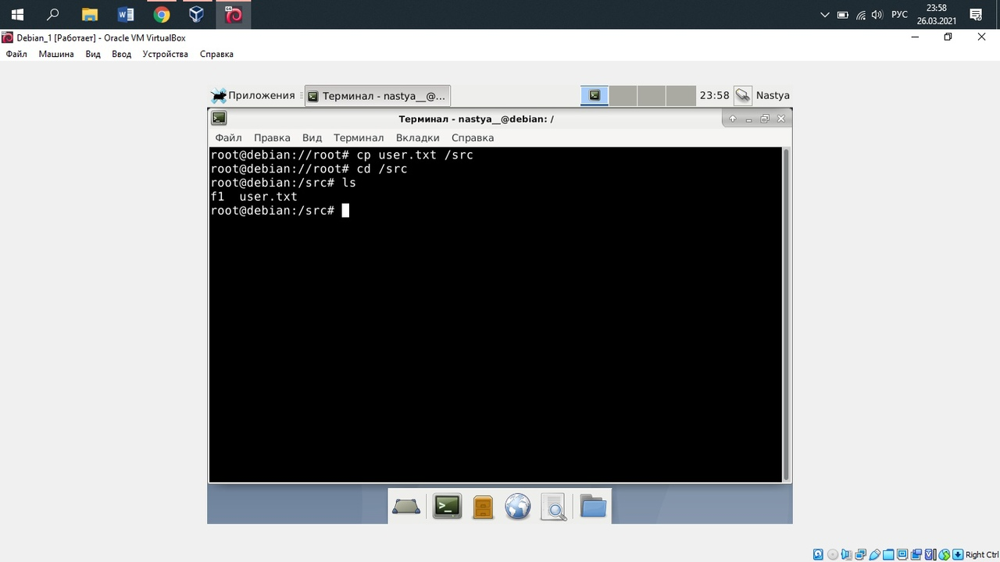 23:58
РУС
26.03.2021
Debian_1 [Работает] - Oracle VM VirtualBox
Файл Машина Вид Ввод Устройства Справка
Приложения Терминал - nastya__@... 23:58 Nastya
Терминал - nastya__@debian: /
Файл Правка Вид Терминал Вкладки Справка
root@debian://root# cp user.txt /src
root@debian://root# cd /src
root@debian:/src# ls
f1 user.txt
root@debian:/src#
Right Ctrl